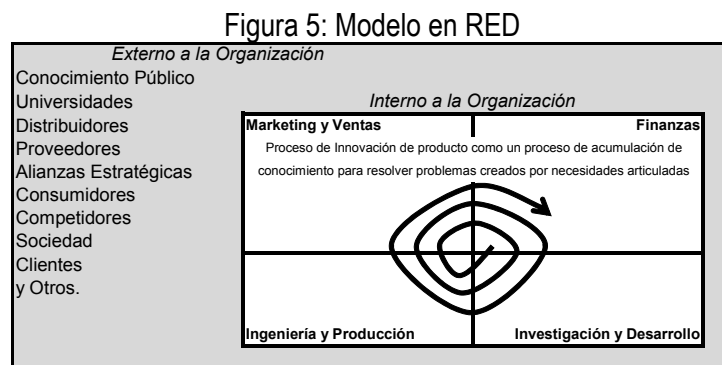 Figura 5: Modelo en RED
Externo a la Organización
Conocimiento Público
Universidades
Distribuidores
Proveedores
Alianzas Estratégicas
Consumidores
Competidores
Sociedad
Clientes
y Otros.
Interno a la Organización
Marketing y Ventas
Finanzas
Proceso de Innovación de producto como un proceso de acumulación de
conocimiento para resolver problemas creados por necesidades articuladas
Ingeniería y Producción
Investigación y Desarrollo